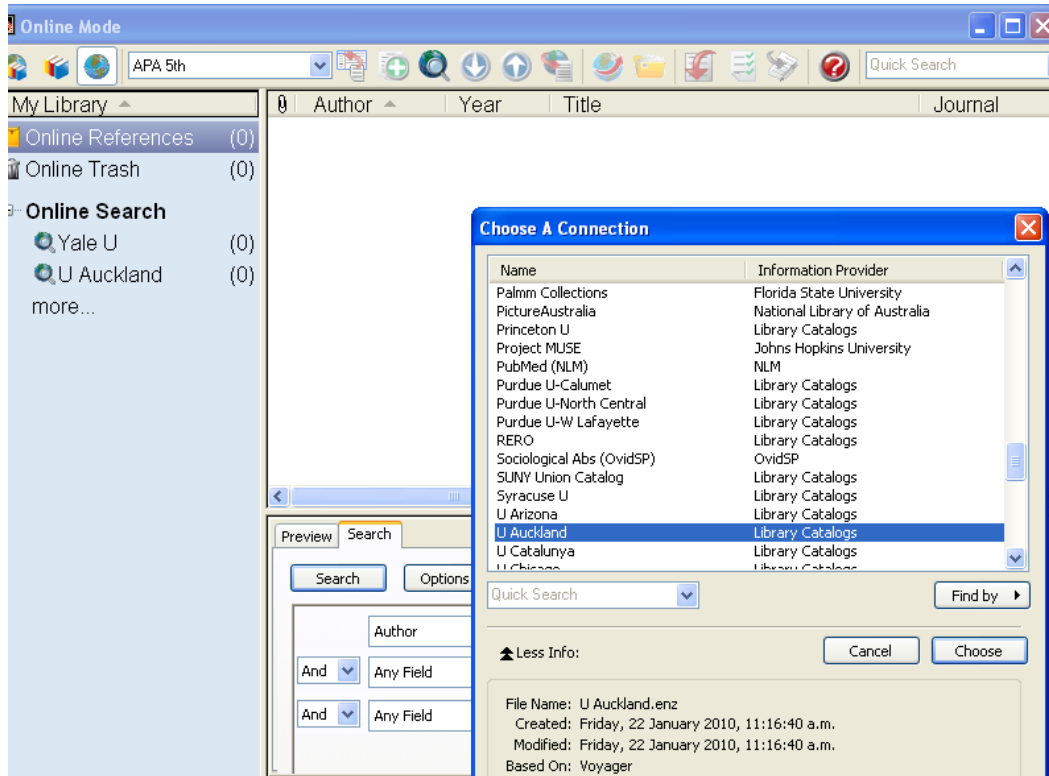 Online Mode
APA 5th
Quick Search
My Library
Author Year Title Journal
Online References (0)
Online Trash (0)
Online Search
Yale U (0)
U Auckland (0)
more...
Choose A Connection
Name Information Provider
Palmm Collections Florida State University
PictureAustralia National Library of Australia
Princeton U Library Catalogs
Project MUSE Johns Hopkins University
PubMed (NLM) NLM
Purdue U-Calumet Library Catalogs
Purdue U-North Central Library Catalogs
Purdue U-W Lafayette Library Catalogs
RERO Library Catalogs
Sociological Abs (OvidSP) OvidSP
SUNY Union Catalog Library Catalogs
Syracuse U Library Catalogs
U Arizona Library Catalogs
U Auckland Library Catalogs
U Catalunya Library Catalogs
U Chicago Library Catalogs
Quick Search Find by
Less Info: Cancel Choose
File Name: U Auckland.enz
Created: Friday, 22 January 2010, 11:16:40 a.m.
Modified: Friday, 22 January 2010, 11:16:40 a.m.
Based On: Voyager
Preview Search
Search Options
Author
And Any Field
And Any Field